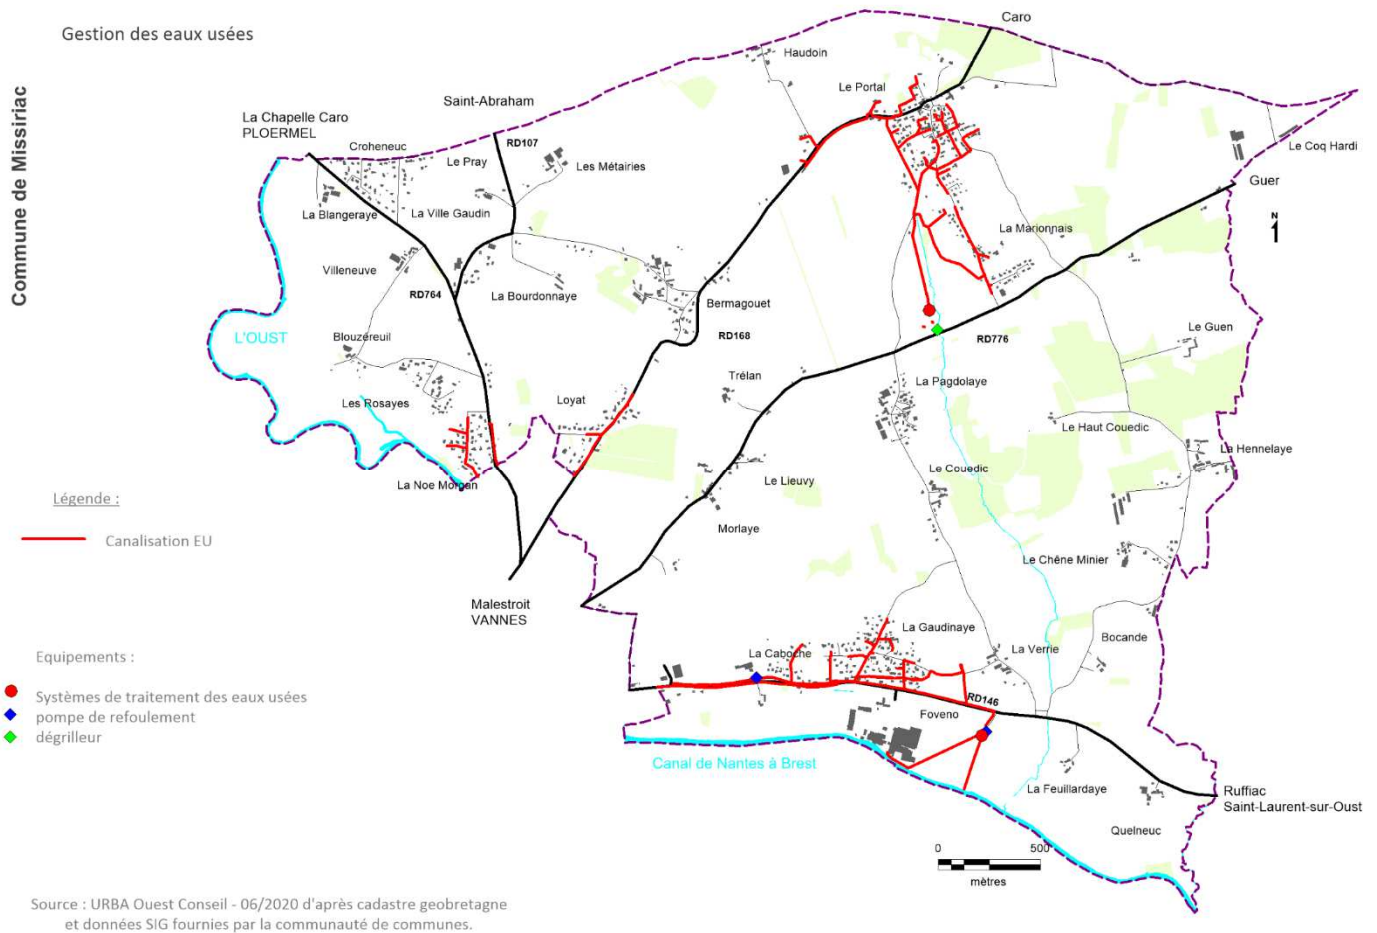 Gestion des eaux usées
Commune de Missiriac
Caro
Haudoin
Le Portal
Saint-Abraham
La Chapelle Caro
PLOERMEL
RD107
Croheneuc
Le Pray
Les Métairies
Le Coq Hardi
Guer
La Blangeraye
La Ville Gaudin
N
1
La Marionnais
Villeneuve
RD764
La Bourdonnaye
Bermagouet
RD168
L'OUST
Blouzéreuil
RD776
Le Guen
Trélan
La Pagdolaye
Les Rosayes
Loyat
Le Haut Couedic
La Hennelaye
Le Couedic
La Noe Morgan
Le Lieuvy
Légende :
Morlaye
Canalisation EU
Le Chêne Minier
Malestroit
VANNES
La Gaudinaye
Bocande
La Verrie
La Caboche
Equipements :
Systèmes de traitement des eaux usées
pompe de refoulement
dégrilleur
RD146
Foveno
Canal de Nantes à Brest
La Feuillardaye
Ruffiac
Saint-Laurent-sur-Oust
Quelneuc
0 500
mètres
Source : URBA Ouest Conseil - 06/2020 d'après cadastre geobretagne
et données SIG fournies par la communauté de communes.